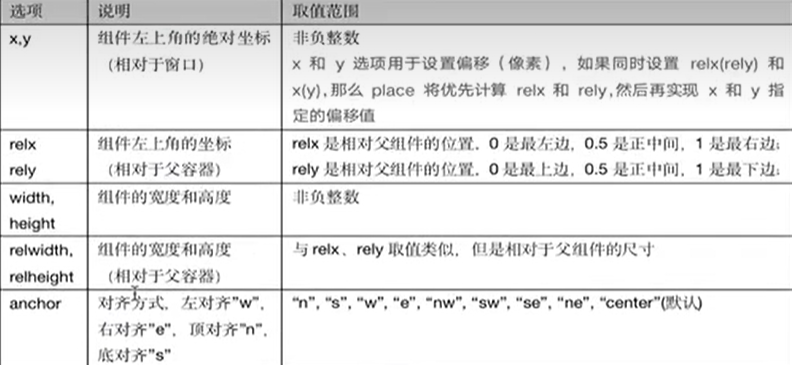 选项 说明 取值范围
x,y 组件左上角的绝对坐标 非负整数
（相对于窗口） x 和 y 选项用于设置偏移（像素），如果同时设置 relx(rely) 和
x(y),那么 place 将优先计算 relx 和 rely,然后再实现 x 和 y 指
定的偏移值
relx 组件左上角的坐标 relx 是相对父组件的位置，0 是最左边，0.5 是正中间，1 是最右边；
rely （相对于父容器） rely 是相对父组件的位置，0 是最上边，0.5 是正中间，1 是最下边；
width, 组件的宽度和高度 非负整数
height
relwidth, 组件的宽度和高度 与 relx、rely 取值类似，但是相对于父组件的尺寸
relheight （相对于父容器）
anchor 对齐方式，左对齐”w”， “n”, “s”, “w”, “e”, “nw”, “sw”, “se”, “ne”, “center”(默认)
右对齐”e”，顶对齐”n”，
底对齐”s”